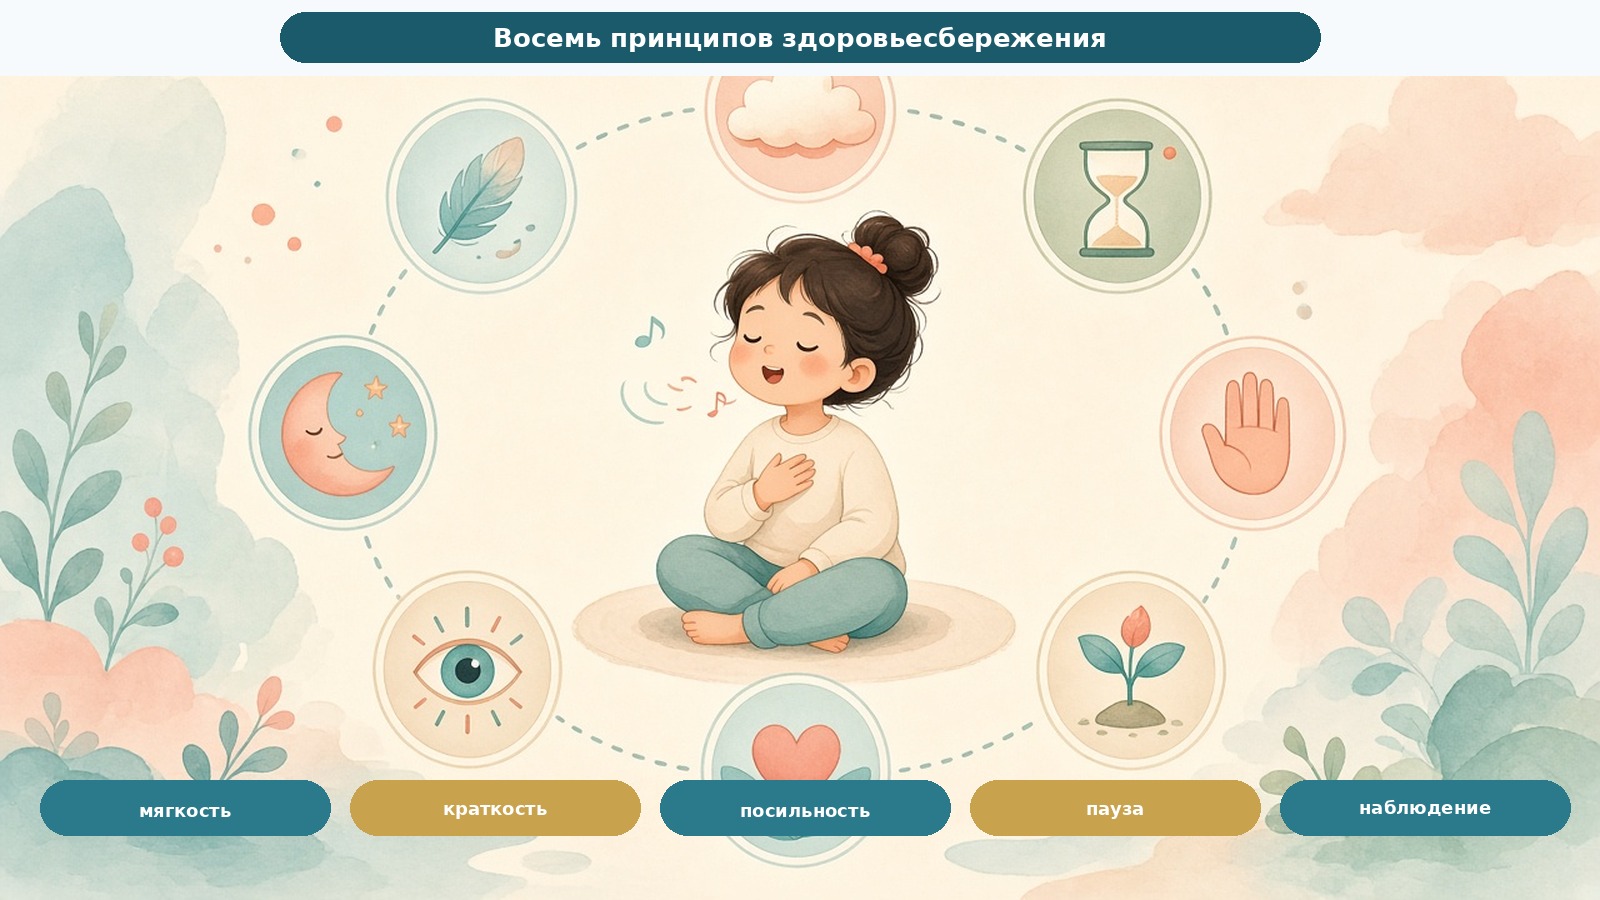 Восемь принципов здоровьесбережения
мягкость
краткость
посильность
пауза
наблюдение